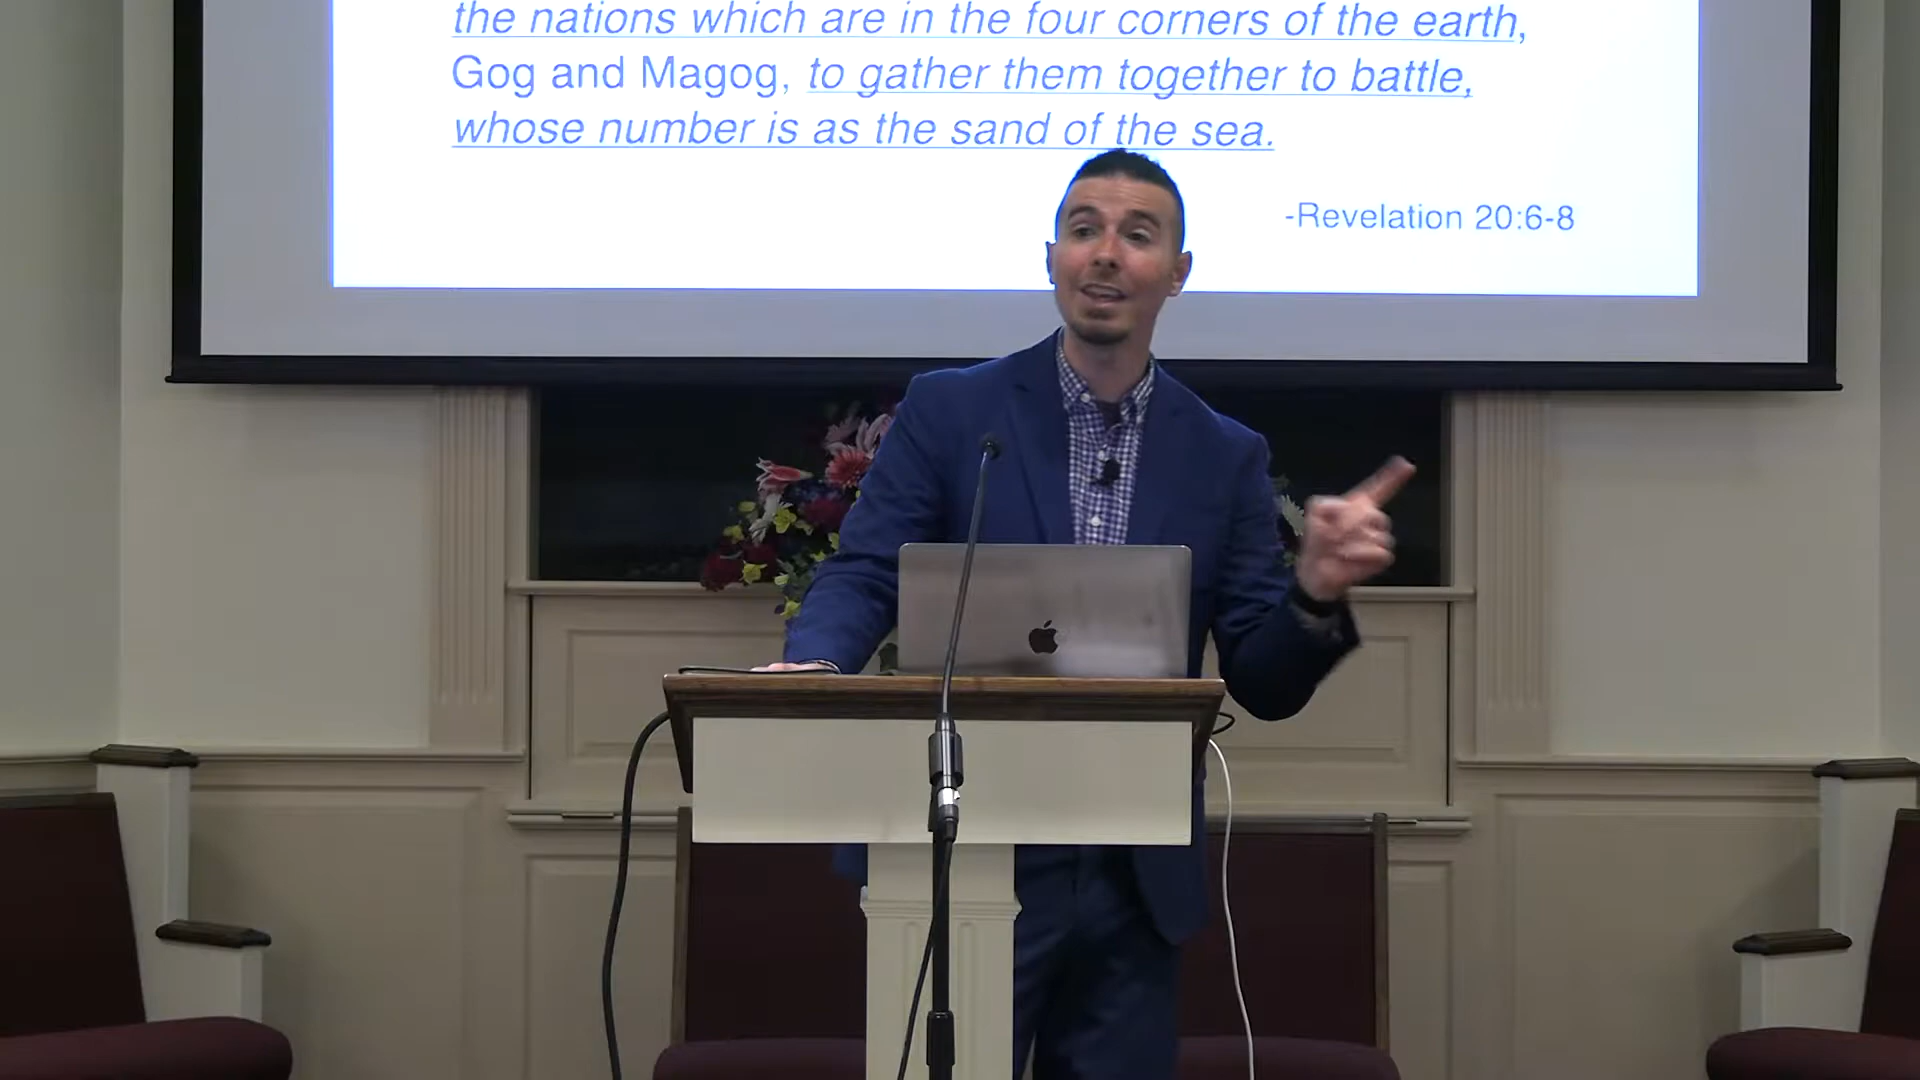 the nations which are in the four corners of the earth,
Gog and Magog, to gather them together to battle,
whose number is as the sand of the sea.
-Revelation 20:6-8